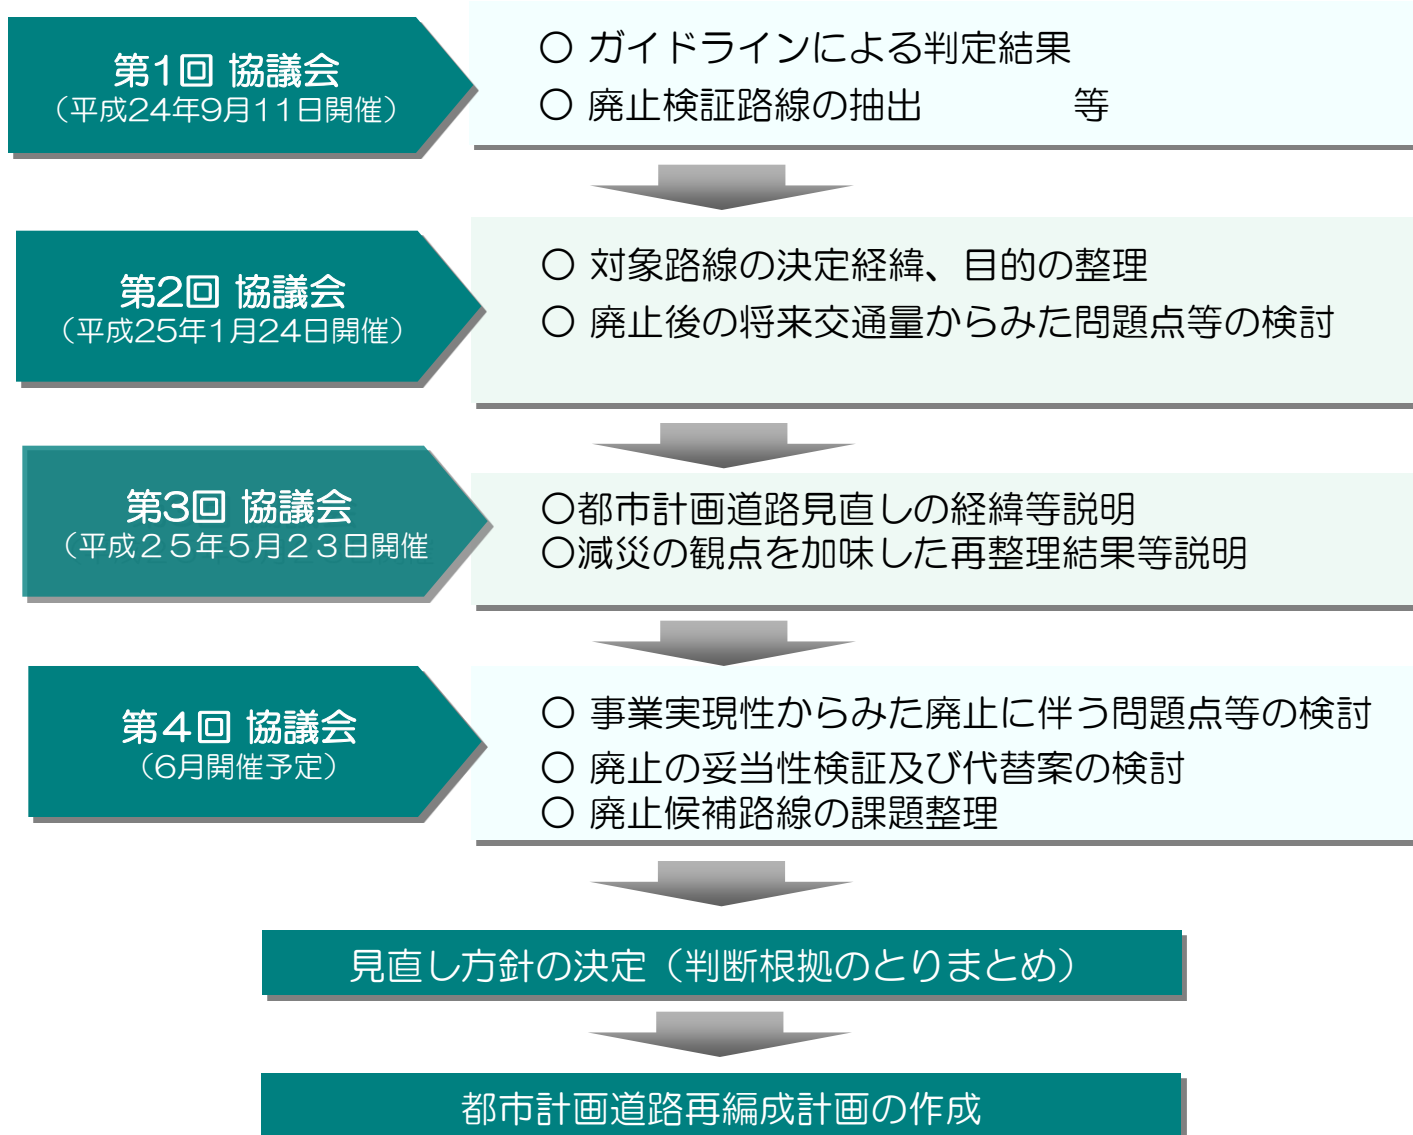 第1回 協議会
（平成24年9月11日開催）
〇 ガイドラインによる判定結果
〇 廃止検証路線の抽出　　　　等
第2回 協議会
（平成25年1月24日開催）
〇 対象路線の決定経緯、目的の整理
〇 廃止後の将来交通量からみた問題点等の検討
第3回 協議会
（平成２５年５月２３日開催
〇都市計画道路見直しの経緯等説明
〇減災の観点を加味した再整理結果等説明
第４回 協議会
（6月開催予定）
〇 事業実現性からみた廃止に伴う問題点等の検討
〇 廃止の妥当性検証及び代替案の検討
〇 廃止候補路線の課題整理
見直し方針の決定（判断根拠のとりまとめ）
都市計画道路再編成計画の作成